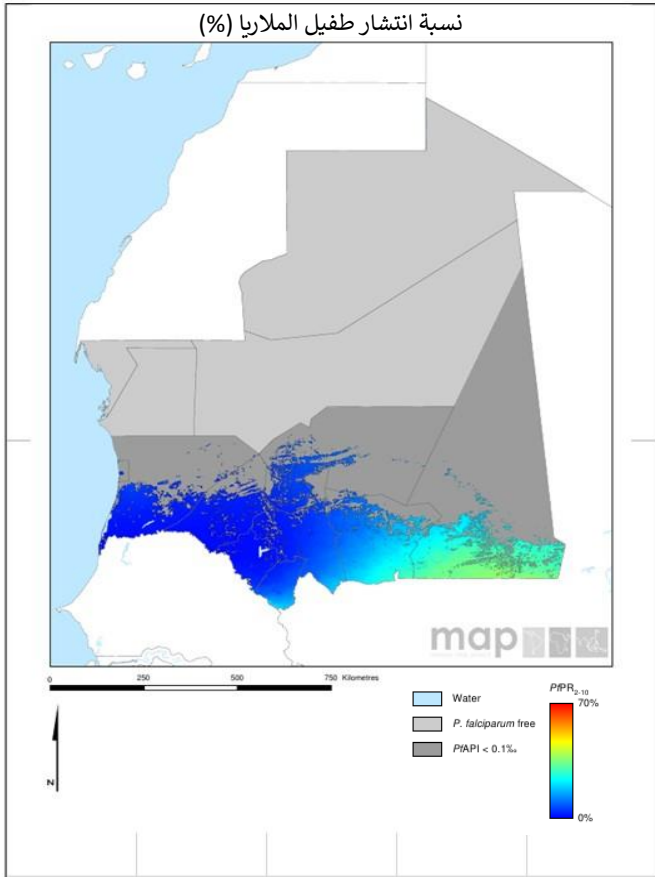 نسبة انتشار طفيل الملاريا (%)
map
0 250 500 750 Kilometres
Water
P. falciparum free
PfAPI < 0.1‰
PfPR2-10
70%
0%
N